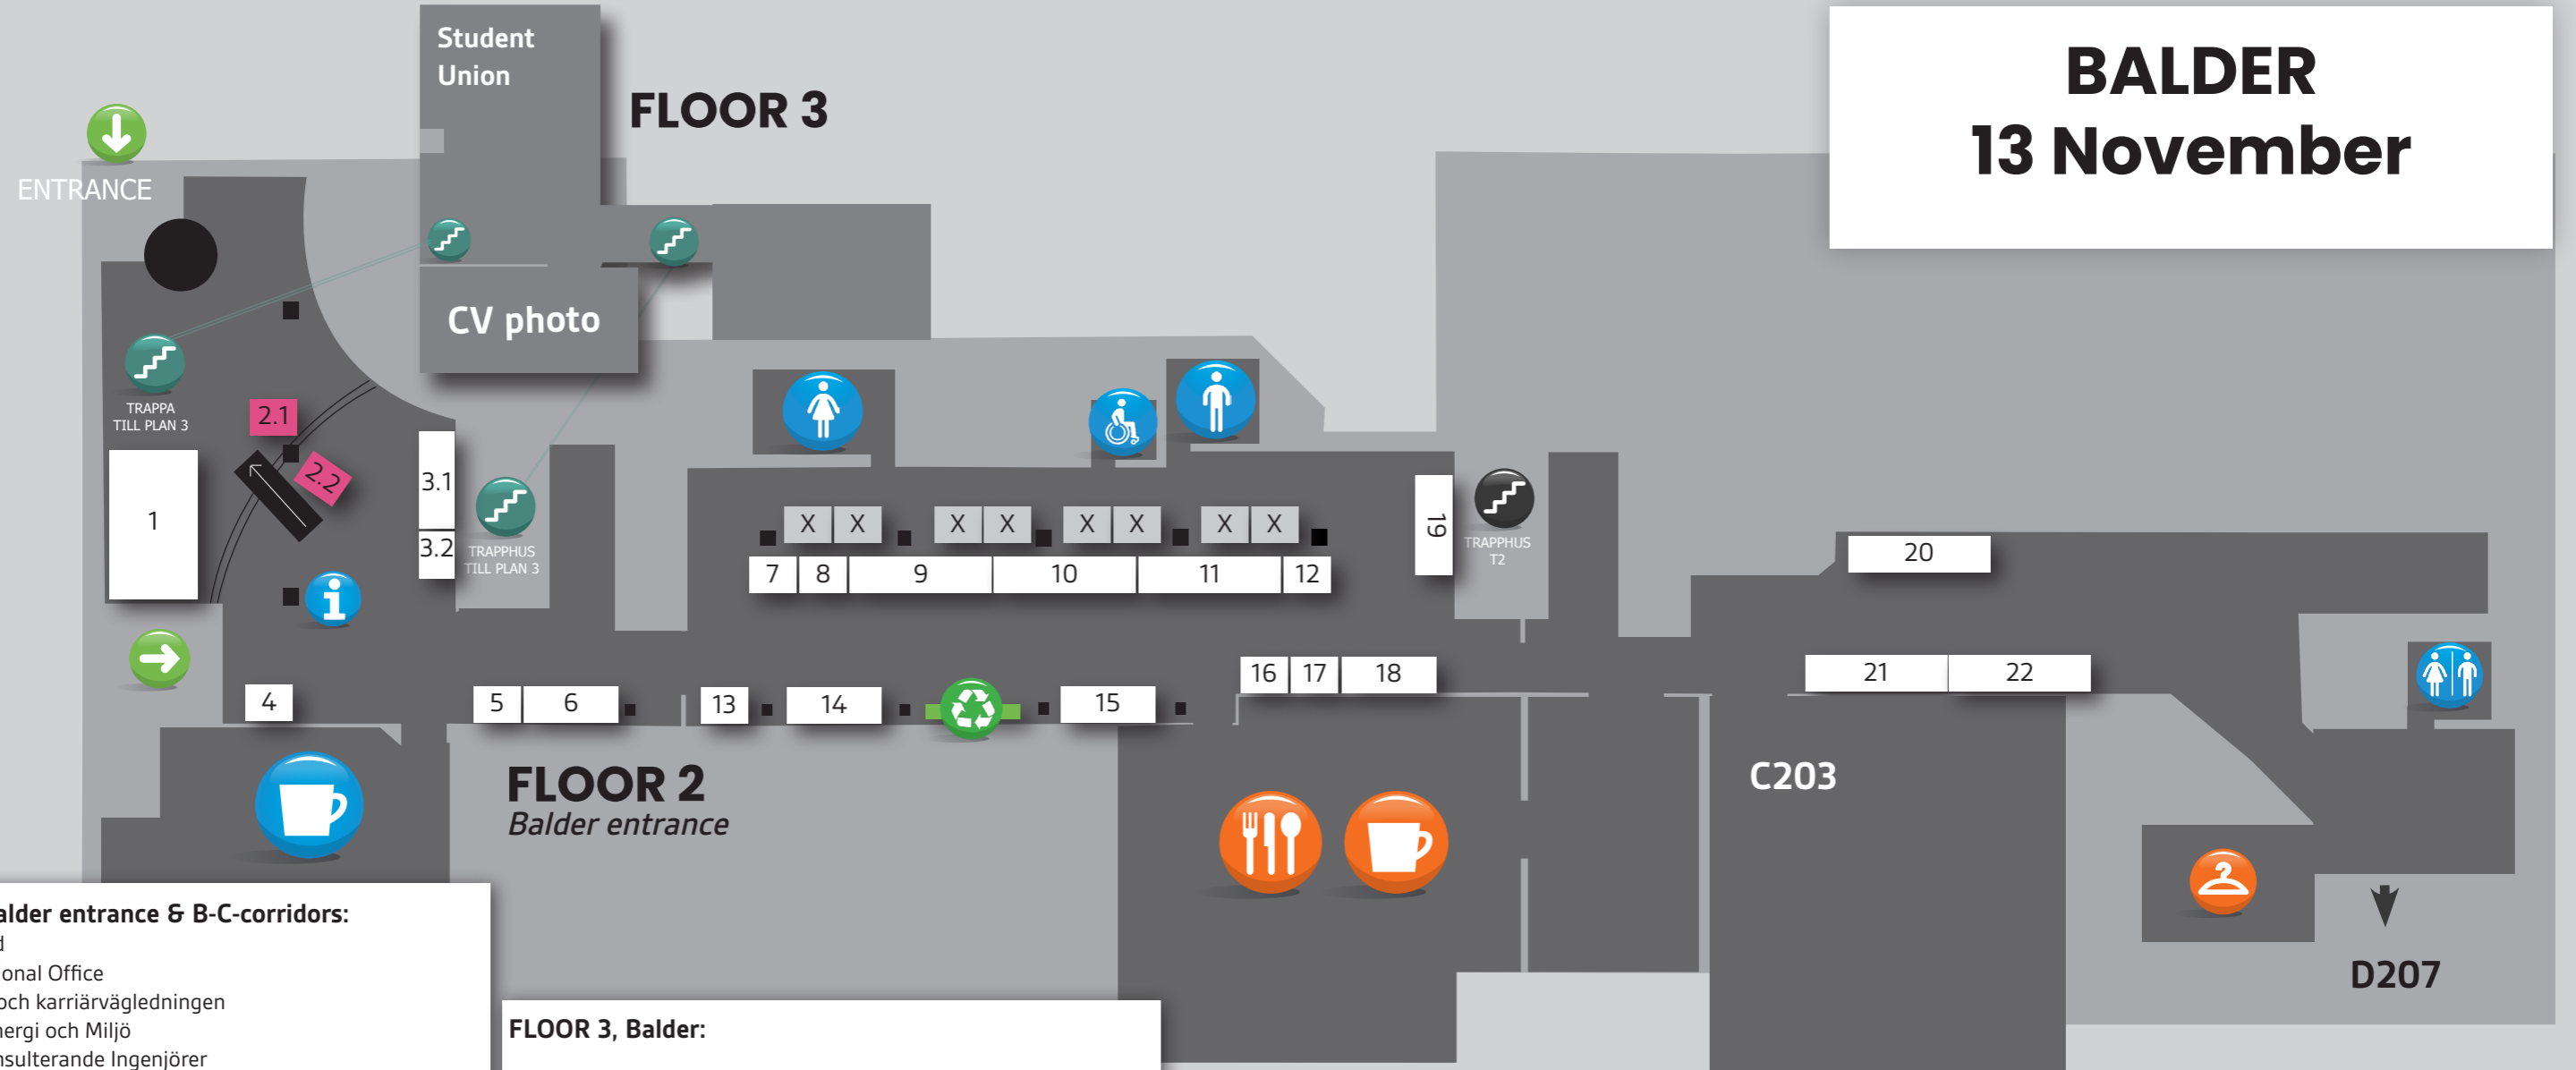 Student
Union
FLOOR 3
BALDER
13 November
ENTRANCE
CV photo
TRAPPA
TILL PLAN 3
2.1
2.2
1
3.1
3.2
TRAPPHUS
TILL PLAN 3
X X X X X X X X
7 8 9 10 11 12
19
TRAPPHUS
T2
20
4
5 6 13 14 15
16 17 18
21 22
FLOOR 2
Balder entrance
C203
D207
alder entrance & B-C-corridors:
d
ional Office
och karriärvägledningen
nergi och Miljö
nsulterande Ingenjörer
FLOOR 3, Balder: